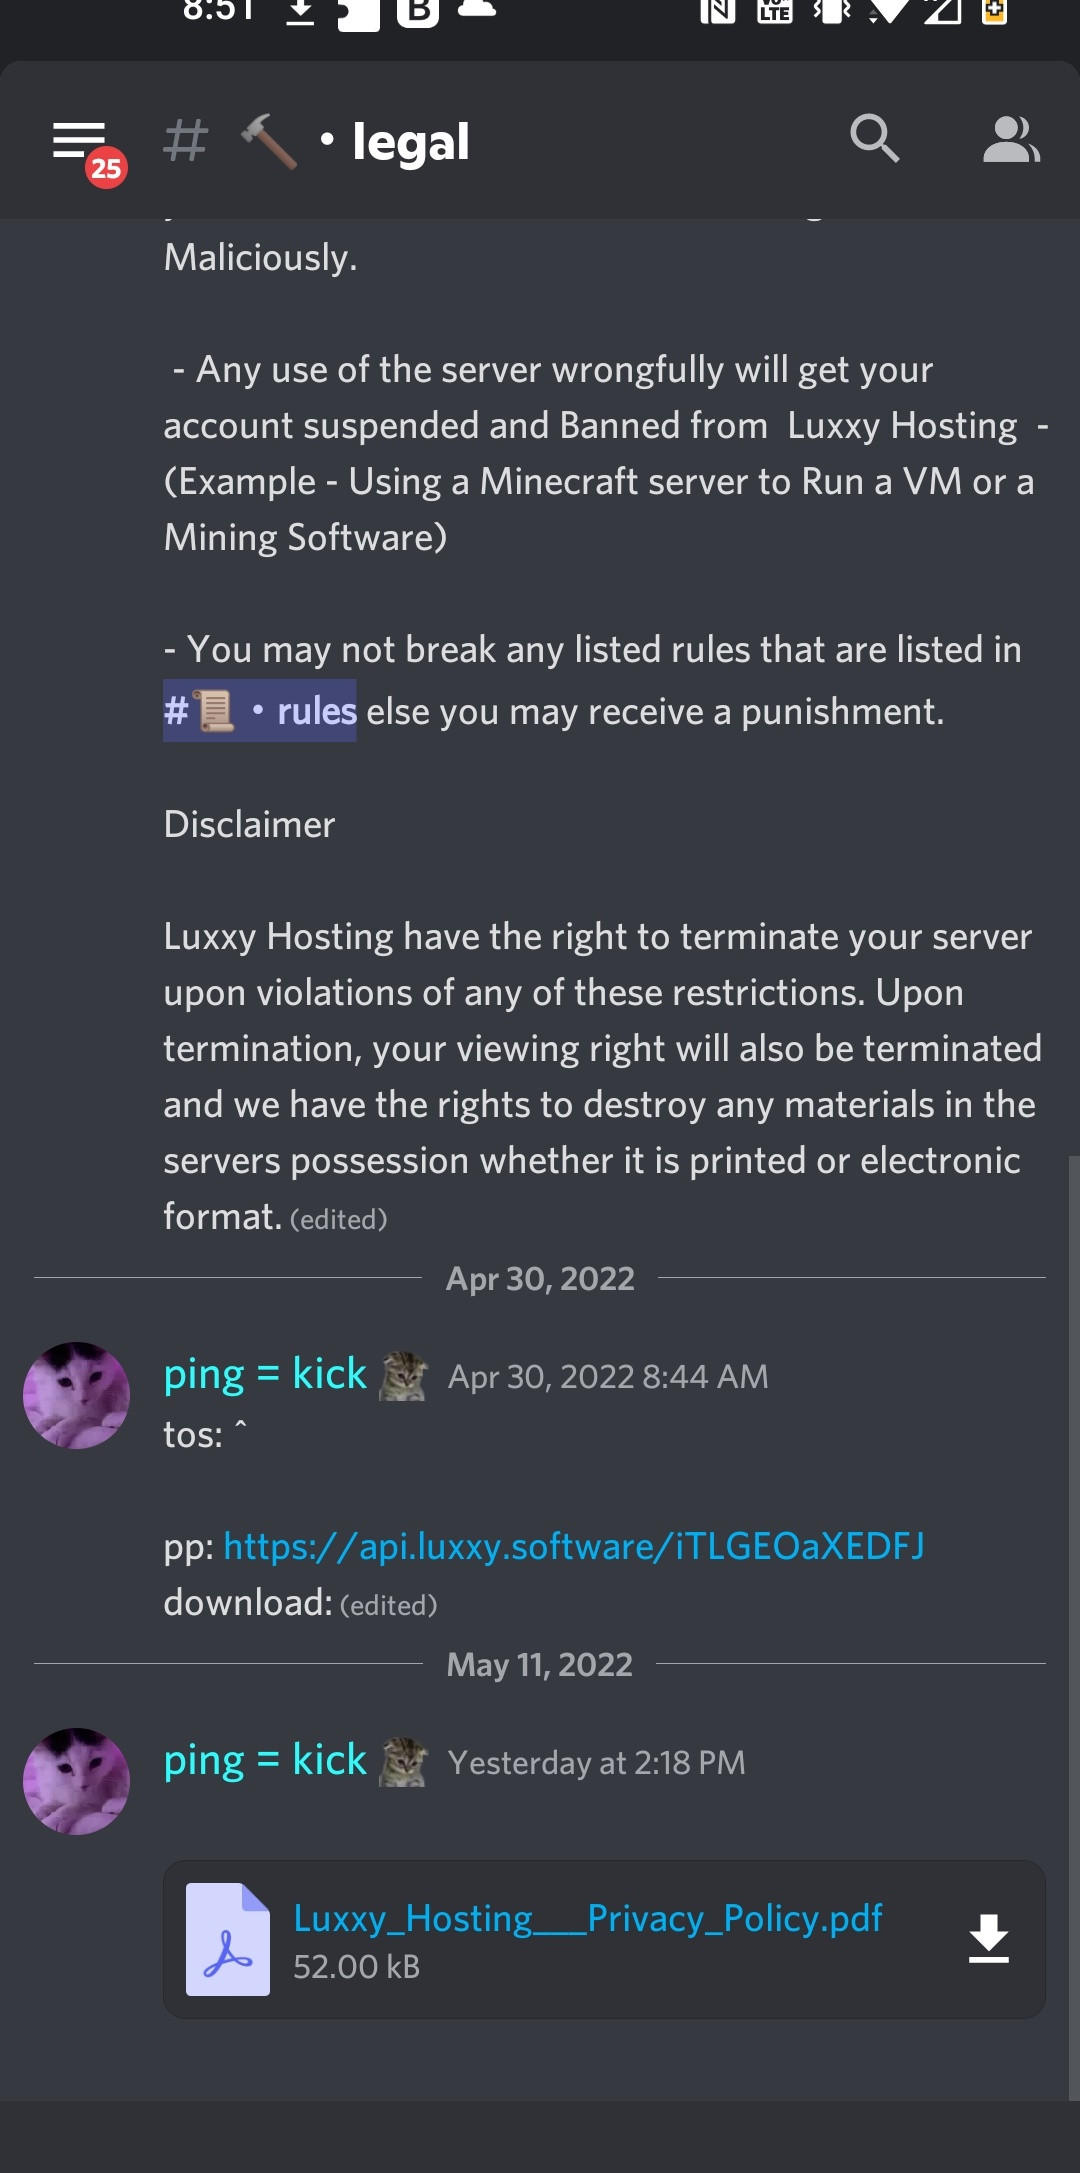 8:51
B
LTE
25
# 🔨 • legal
Maliciously.
- Any use of the server wrongfully will get your
account suspended and Banned from  Luxxy Hosting  -
(Example - Using a Minecraft server to Run a VM or a
Mining Software)
- You may not break any listed rules that are listed in
#📜 • rules else you may receive a punishment.
Disclaimer
Luxxy Hosting have the right to terminate your server
upon violations of any of these restrictions. Upon
termination, your viewing right will also be terminated
and we have the rights to destroy any materials in the
servers possession whether it is printed or electronic
format. (edited)
Apr 30, 2022
ping = kick Apr 30, 2022 8:44 AM
tos: ^
pp: https://api.luxxy.software/iTLGEOaXEDFJ
download: (edited)
May 11, 2022
ping = kick Yesterday at 2:18 PM
Luxxy_Hosting___Privacy_Policy.pdf
52.00 kB